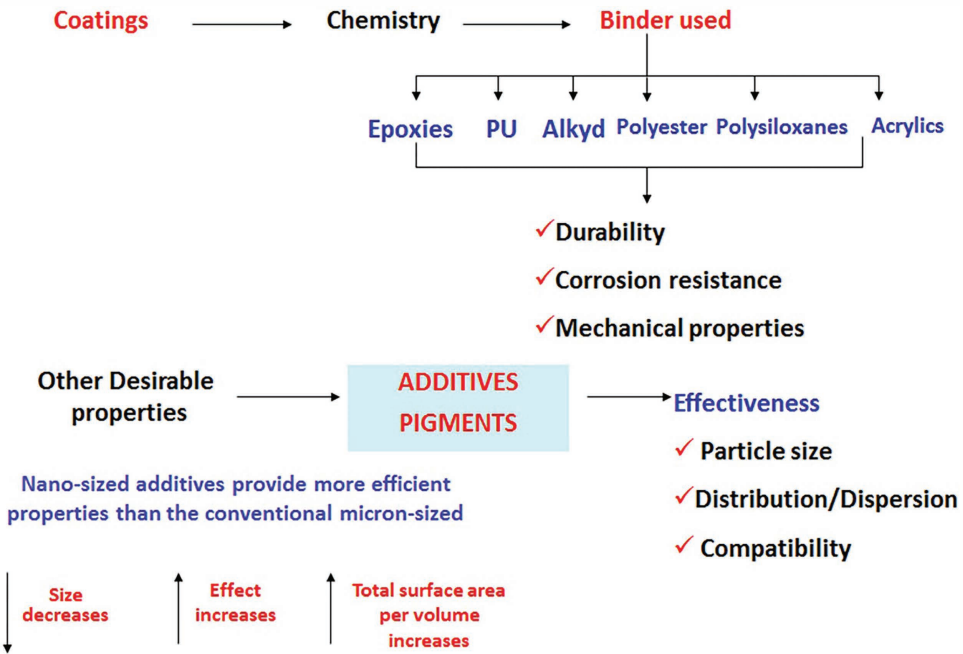 Coatings Chemistry Binder used
Epoxies PU Alkyd Polyester Polysiloxanes Acrylics
Durability
Corrosion resistance
Mechanical properties
Other Desirable
properties
ADDITIVES
PIGMENTS
Effectiveness
Particle size
Distribution/Dispersion
Compatibility
Nano-sized additives provide more efficient
properties than the conventional micron-sized
Size
decreases
Effect
increases
Total surface area
per volume
increases